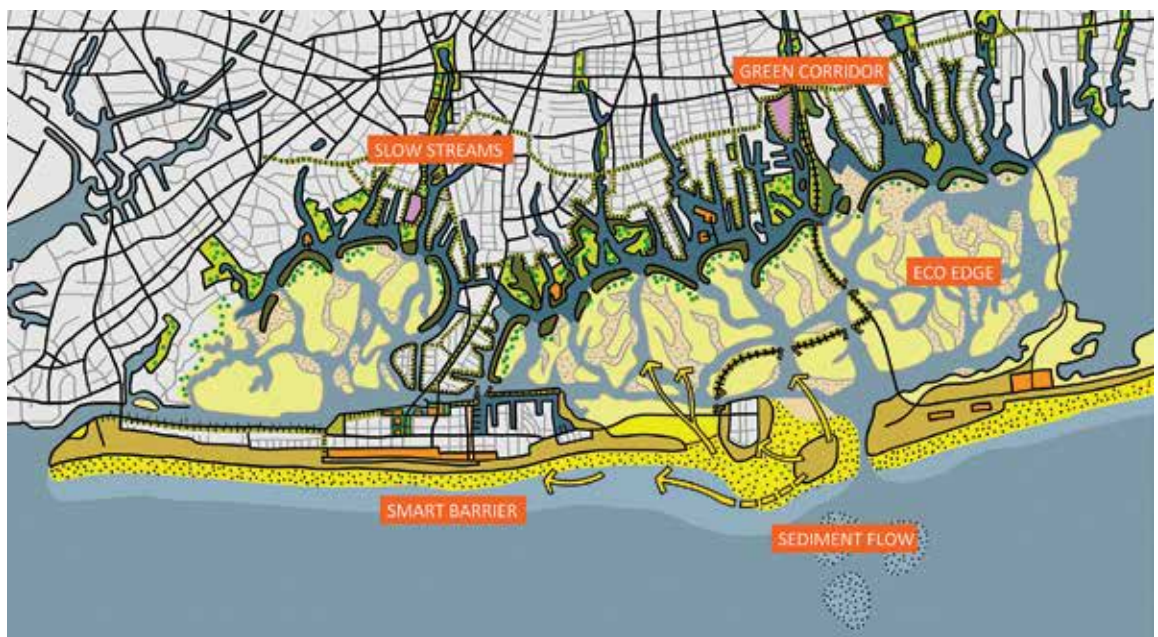 GREEN CORRIDOR
SLOW STREAMS
ECO EDGE
SMART BARRIER
SEDIMENT FLOW